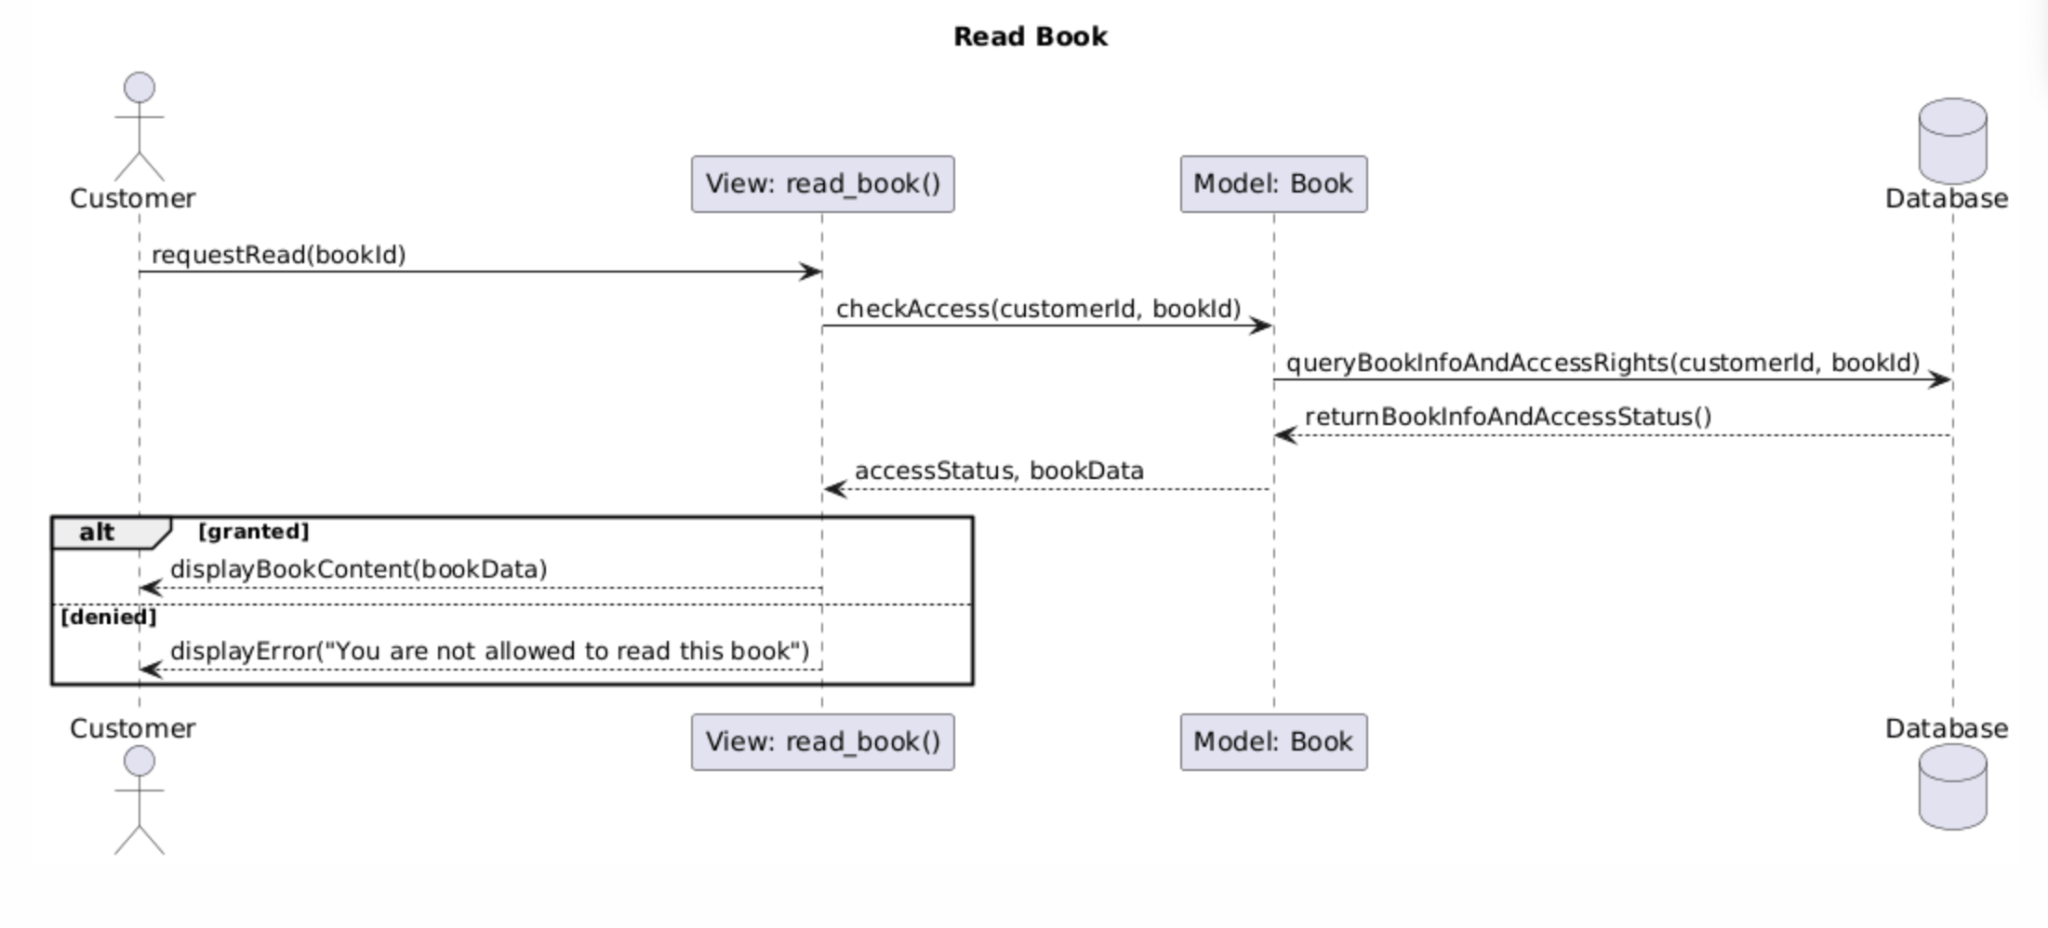 Read Book
Customer
View: read_book()
Model: Book
Database
requestRead(bookId)
checkAccess(customerId, bookId)
queryBookInfoAndAccessRights(customerId, bookId)
returnBookInfoAndAccessStatus()
accessStatus, bookData
alt [granted]
displayBookContent(bookData)
[denied]
displayError("You are not allowed to read this book")
Customer
View: read_book()
Model: Book
Database